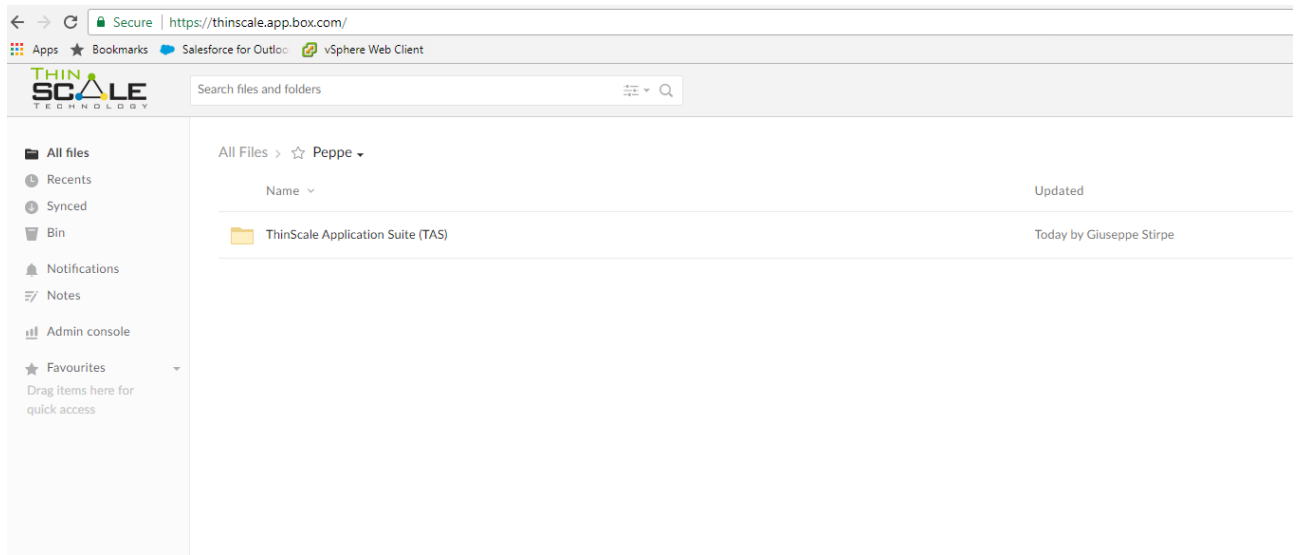 Secure | https://thinscale.app.box.com/
Apps Bookmarks Salesforce for Outloo vSphere Web Client
THIN
SCALE
TECHNOLOGY
Search files and folders
All files
Recents
Synced
Bin
Notifications
Notes
Admin console
Favourites
Drag items here for
quick access
All Files > Peppe
Name Updated
ThinScale Application Suite (TAS) Today by Giuseppe Stirpe